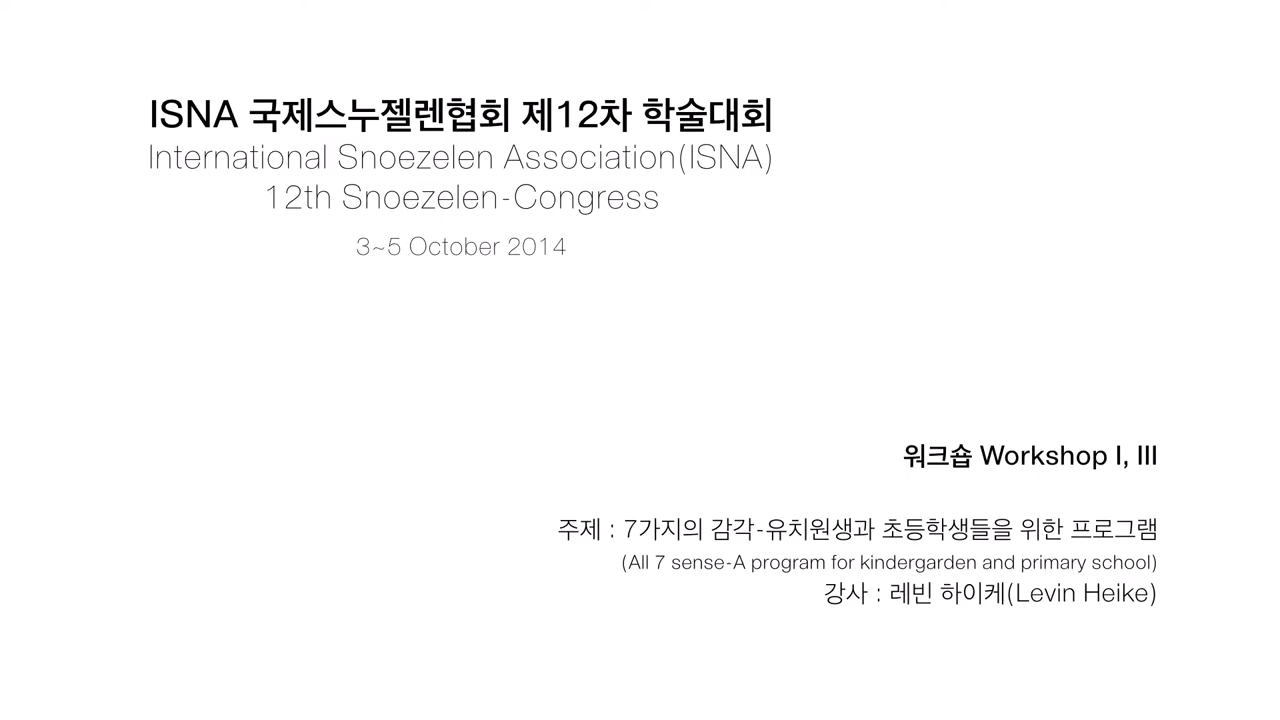 ISNA 국제스누젤렌협회 제12차 학술대회
International Snoezelen Association(ISNA)
12th Snoezelen-Congress
3~5 October 2014
워크숍 Workshop I, III
주제 : 7가지의 감각-유치원생과 초등학생들을 위한 프로그램
(All 7 sense-A program for kindergarden and primary school)
강사 : 레빈 하이케(Levin Heike)